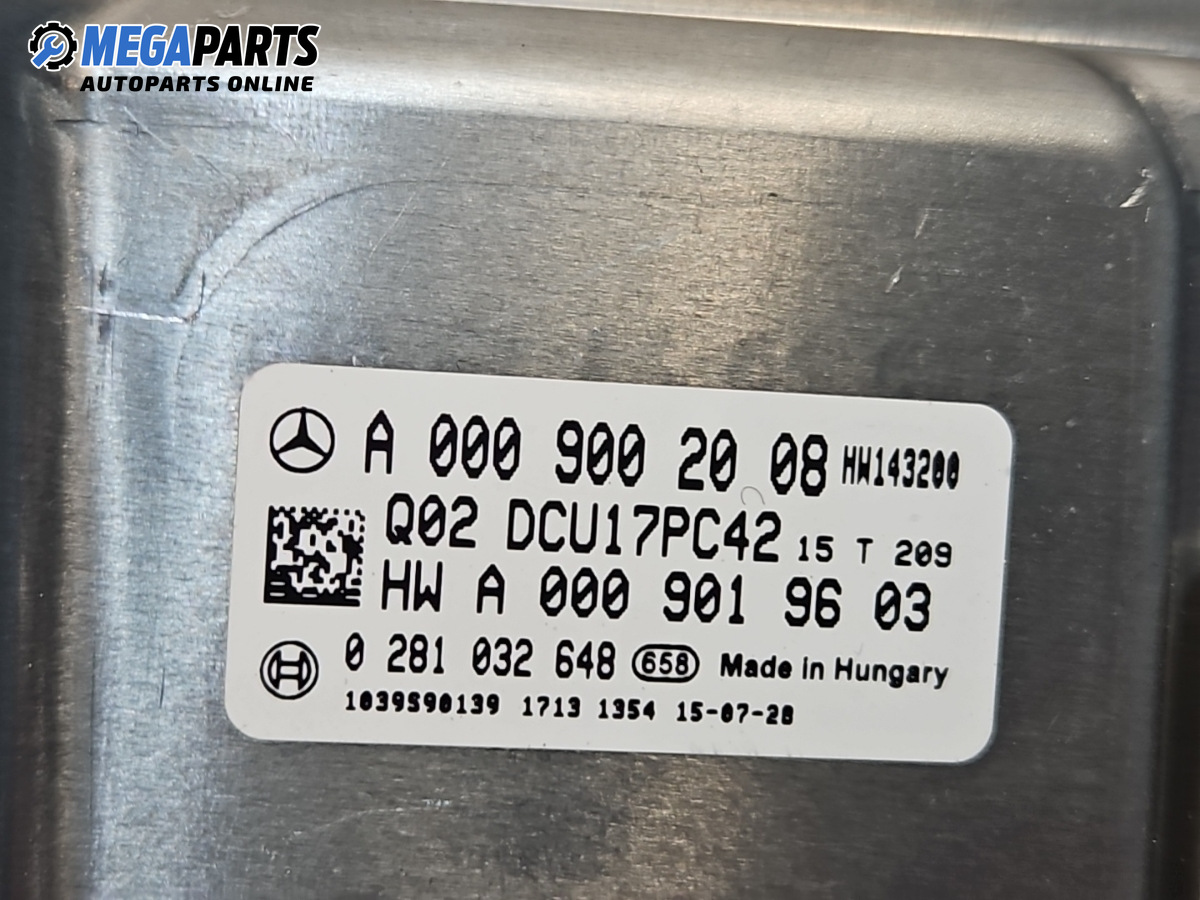 MEGAPARTS
AUTOPARTS ONLINE
A 000 900 20 08 HW143200
Q02 DCU17PC42 15 T 209
HW A 000 901 96 03
0 281 032 648 658 Made in Hungary
1039S90139 1713 1354 15-07-28